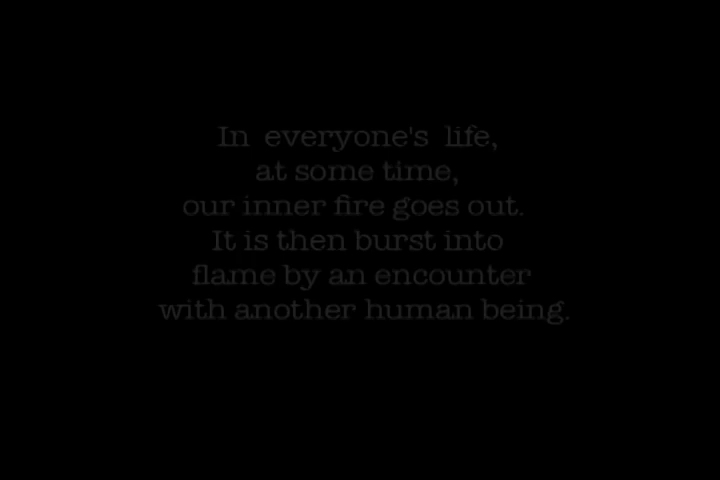 In everyone's life,
at some time,
our inner fire goes out.
It is then burst into
flame by an encounter
with another human being.